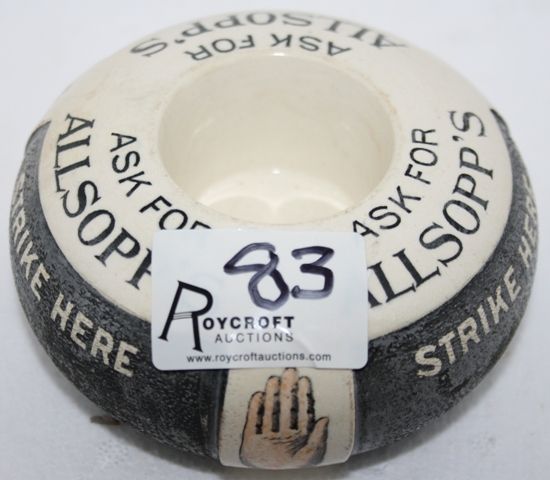 ASK FOR
ALLSOPP'S
ASK FOR
ALLSOPP
ASK FOR
ALLSOPP'S
STRIKE HERE
STRIKE HERE
83
ROYCROFT
AUCTIONS
www.roycroftauctions.com